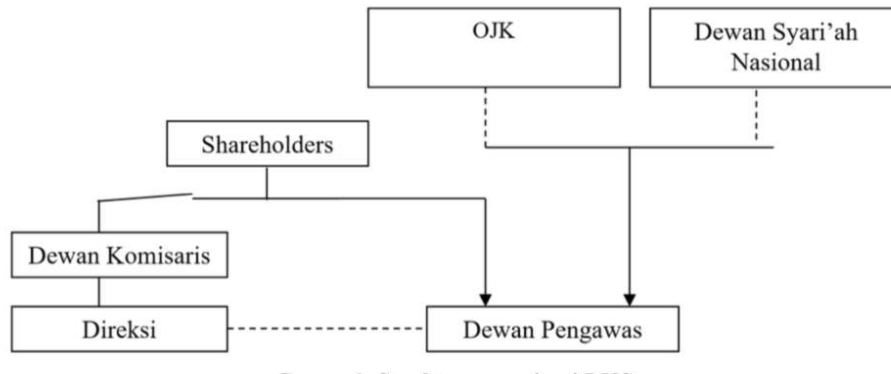 OJK
Dewan Syari’ah
Nasional
Shareholders
Dewan Komisaris
Direksi
Dewan Pengawas